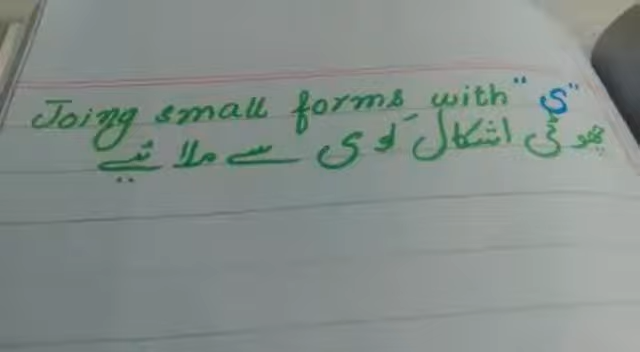 Joing small forms with "ی"
چھوٹی اشکال کو ی سے ملائیے